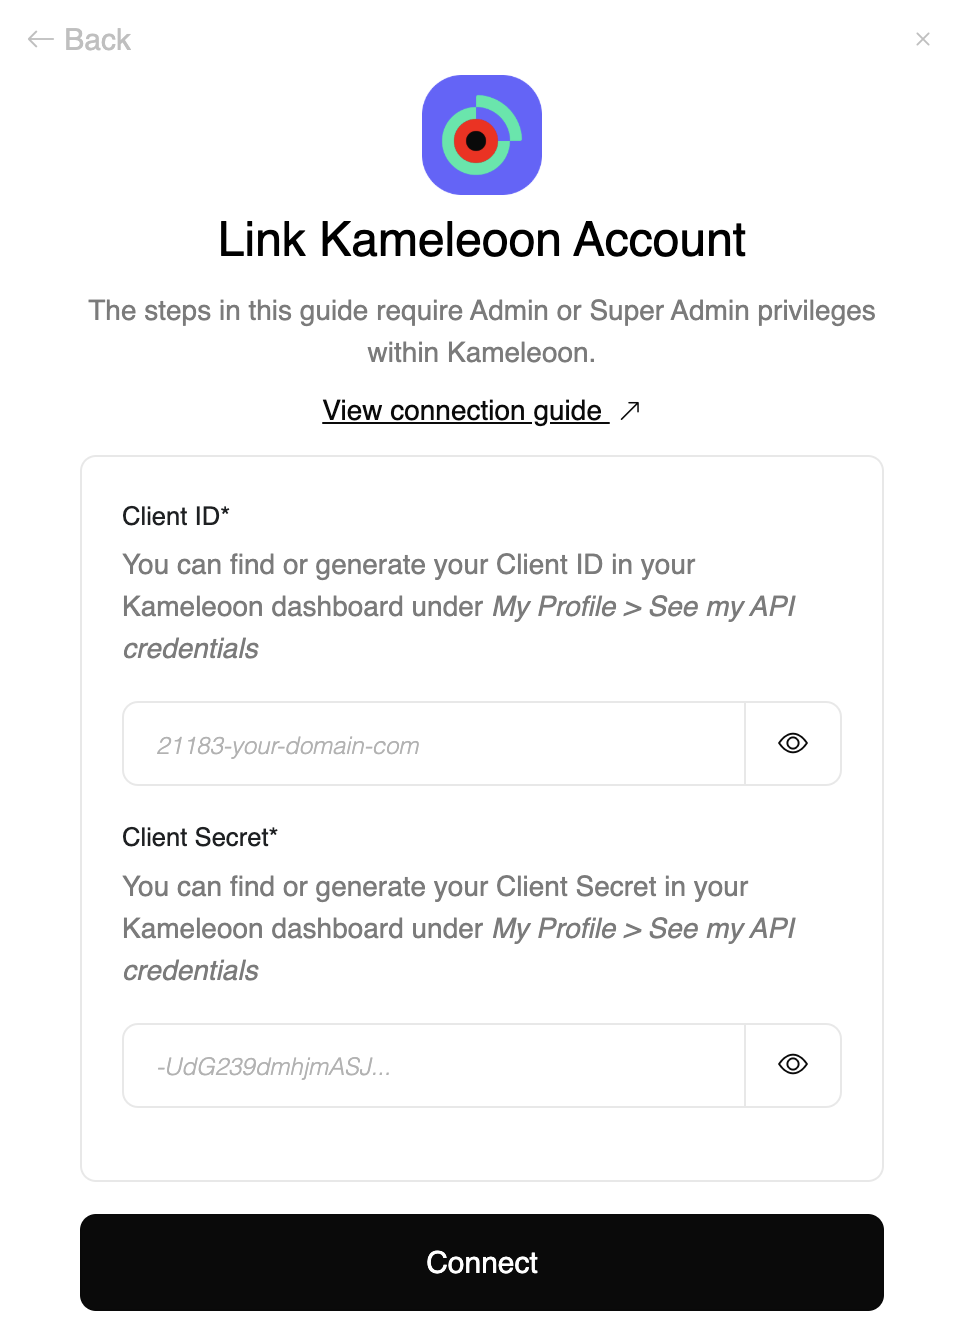 Back
Link Kameleoon Account
The steps in this guide require Admin or Super Admin privileges
within Kameleoon.
View connection guide
Client ID*
You can find or generate your Client ID in your
Kameleoon dashboard under My Profile > See my API
credentials
21183-your-domain-com
Client Secret*
You can find or generate your Client Secret in your
Kameleoon dashboard under My Profile > See my API
credentials
-UdG239dmhjmASJ...
Connect